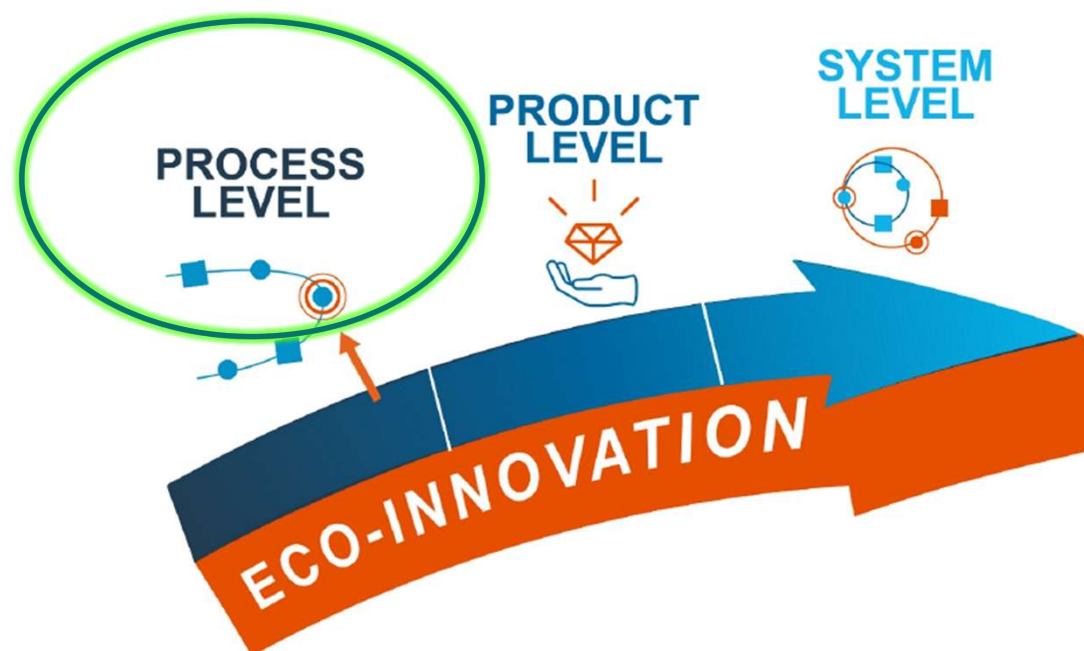 PROCESS
LEVEL
PRODUCT
LEVEL
SYSTEM
LEVEL
ECO-INNOVATION